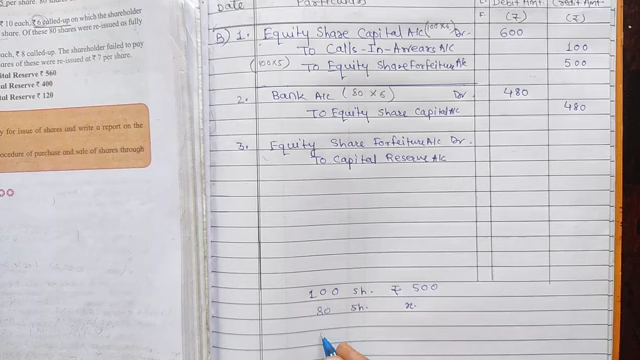 per share.
₹ 10 each, ₹ 6 called-up on which the shareholder
share. Of these 80 shares were re-issued as fully
each, ₹ 8 called-up. The shareholder failed to pay
ares of these were re-issued at ₹ 7 per share.
ital Reserve ₹ 560
tal Reserve ₹ 400
tal Reserve ₹ 120
y for issue of shares and write a report on the
ocedure of purchase and sale of shares through
Date Particulars Debit Amt. Credit Amt.
F. (₹) (₹)
B) 1. Equity Share Capital A/c (100×6) Dr. 600
To Calls-In-Arrears A/c 100
(100×5) To Equity Share Forfeiture A/c 500
2. Bank A/c (80 × 6) Dr. 480
To Equity Share Capital A/c 480
3. Equity Share Forfeiture A/c Dr.
To Capital Reserve A/c
100 sh. ₹ 500
80 sh. x.